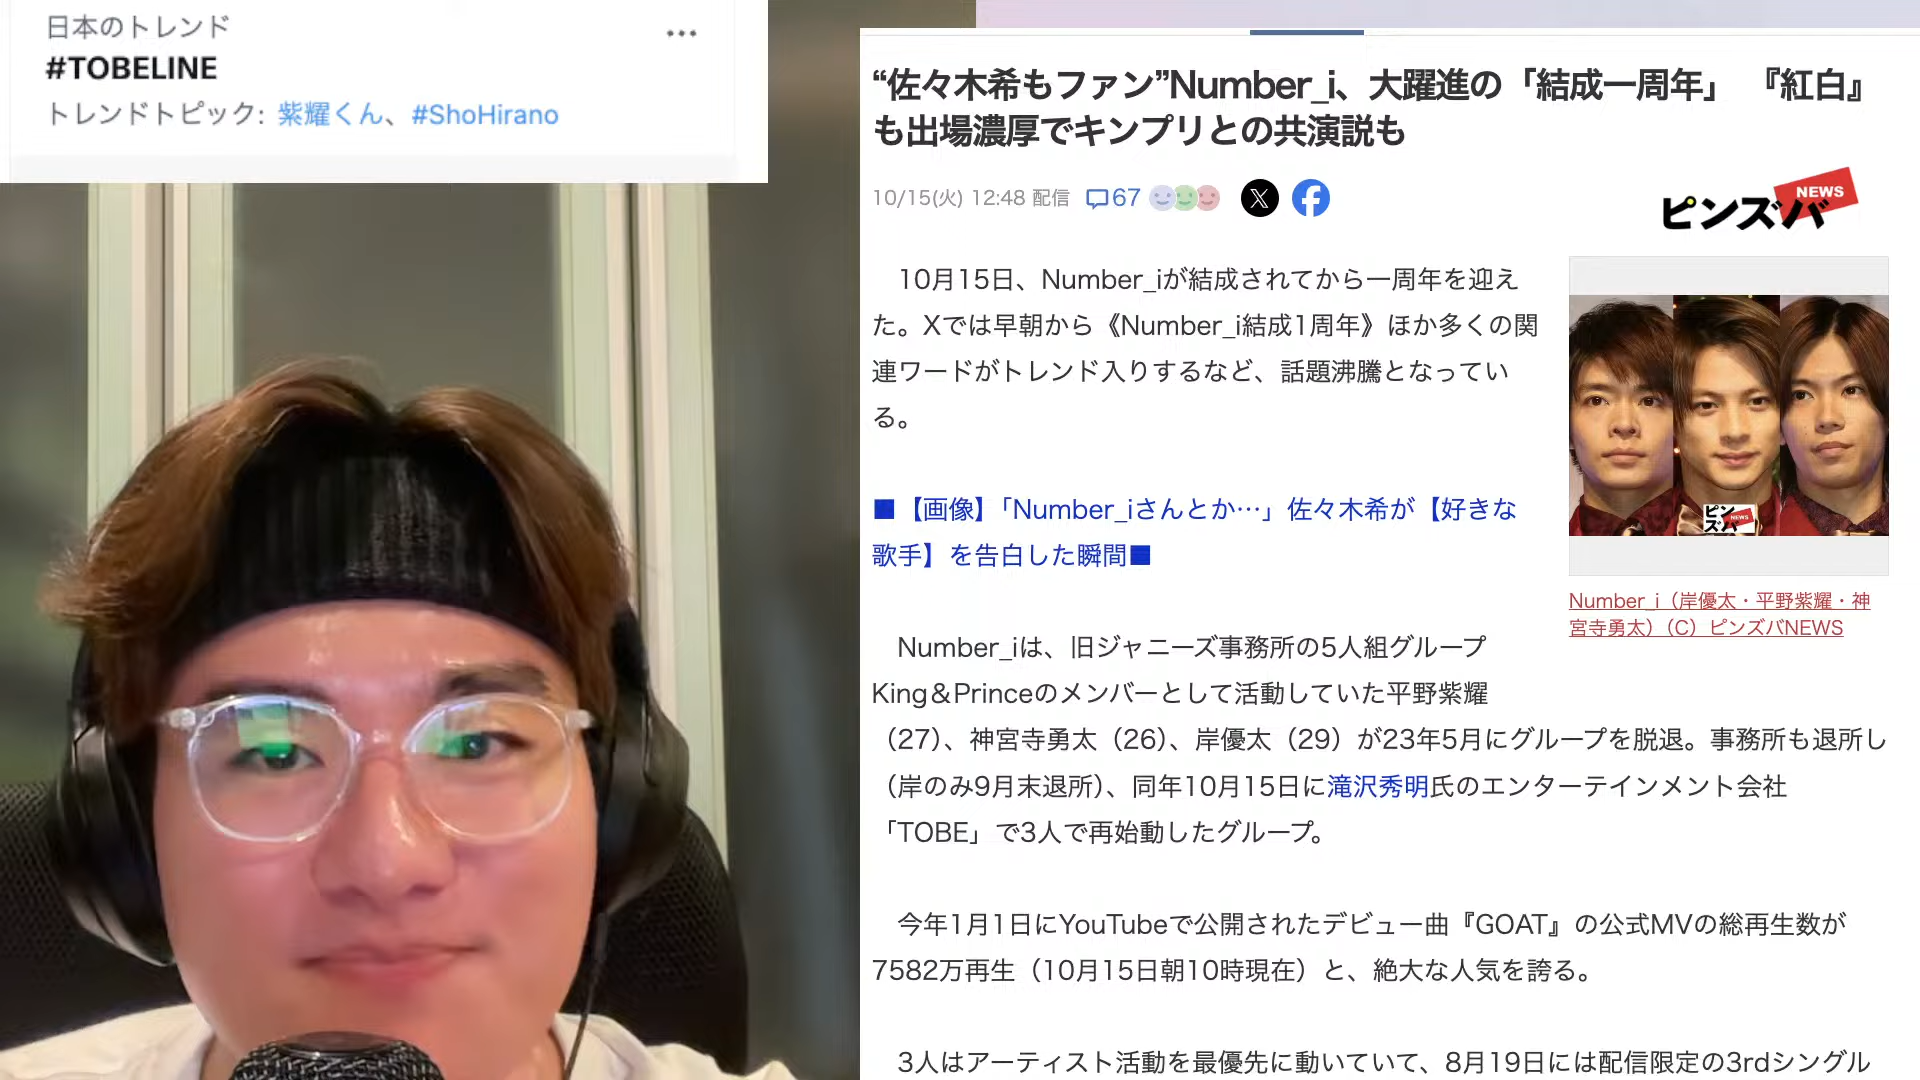 日本のトレンド
#TOBELINE
トレンドトピック: 紫耀くん、#ShoHirano
“佐々木希もファン”Number_i、大躍進の「結成一周年」 『紅白』
も出場濃厚でキンプリとの共演説も
10/15(火) 12:48 配信 67
ピンズバ NEWS
10月15日、Number_iが結成されてから一周年を迎え
た。Xでは早朝から《Number_i結成1周年》ほか多くの関
連ワードがトレンド入りするなど、話題沸騰となってい
る。
■【画像】「Number_iさんとか…」佐々木希が【好きな
歌手】を告白した瞬間■
ピンズバ NEWS
Number_i（岸優太・平野紫耀・神
宮寺勇太）（C）ピンズバNEWS
Number_iは、旧ジャニーズ事務所の5人組グループ
King＆Princeのメンバーとして活動していた平野紫耀
（27）、神宮寺勇太（26）、岸優太（29）が23年5月にグループを脱退。事務所も退所し
（岸のみ9月末退所）、同年10月15日に滝沢秀明氏のエンターテインメント会社
「TOBE」で3人で再始動したグループ。
今年1月1日にYouTubeで公開されたデビュー曲『GOAT』の公式MVの総再生数が
7582万再生（10月15日朝10時現在）と、絶大な人気を誇る。
3人はアーティスト活動を最優先に動いていて、8月19日には配信限定の3rdシングル